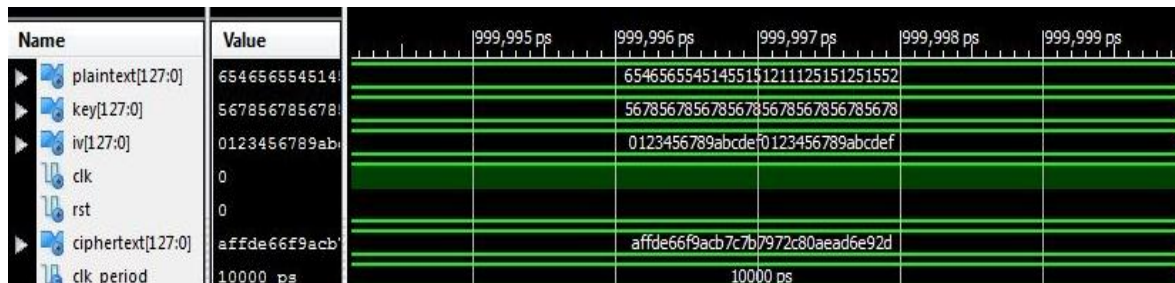 Name Value 999,995 ps 999,996 ps 999,997 ps 999,998 ps 999,999 ps
plaintext[127:0] 654656554514 65465655451455151211125151251552
key[127:0] 567856785678 56785678567856785678567856785678
iv[127:0] 0123456789ab 0123456789abcdef0123456789abcdef
clk 0
rst 0
ciphertext[127:0] affde66f9acb affde66f9acb7c7b7972c80aead6e92d
clk_period 10000 ps 10000 ps